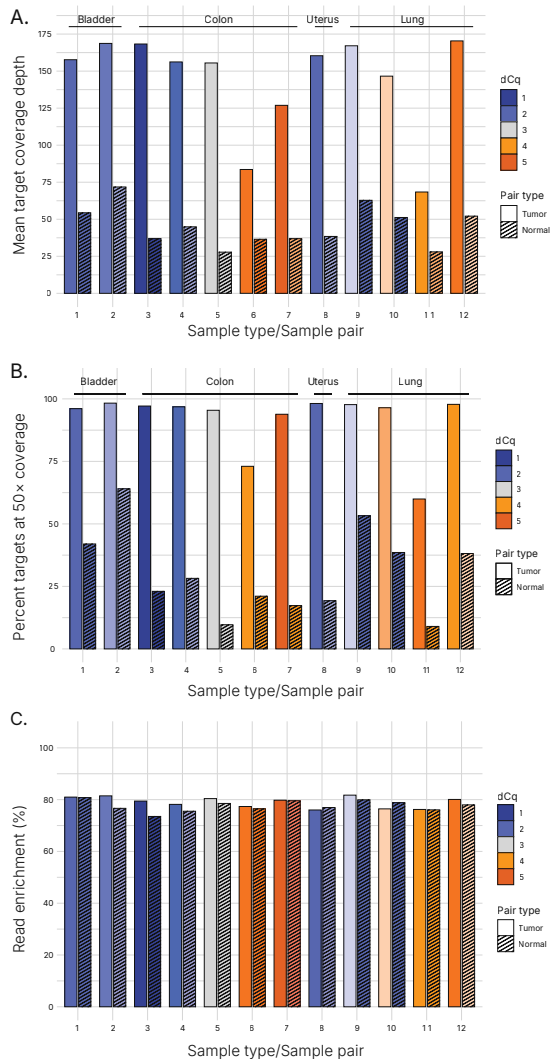 A.
Bladder Colon Uterus Lung
175
150
125
100
75
50
25
0
Mean target coverage depth
1 2 3 4 5 6 7 8 9 10 11 12
Sample type/Sample pair
dCq
1
2
3
4
5
Pair type
Tumor
Normal
B.
Bladder Colon Uterus Lung
100
75
50
25
0
Percent targets at 50× coverage
1 2 3 4 5 6 7 8 9 10 11 12
Sample type/Sample pair
dCq
1
2
3
4
5
Pair type
Tumor
Normal
C.
100
80
60
40
20
0
Read enrichment (%)
1 2 3 4 5 6 7 8 9 10 11 12
Sample type/Sample pair
dCq
1
2
3
4
5
Pair type
Tumor
Normal